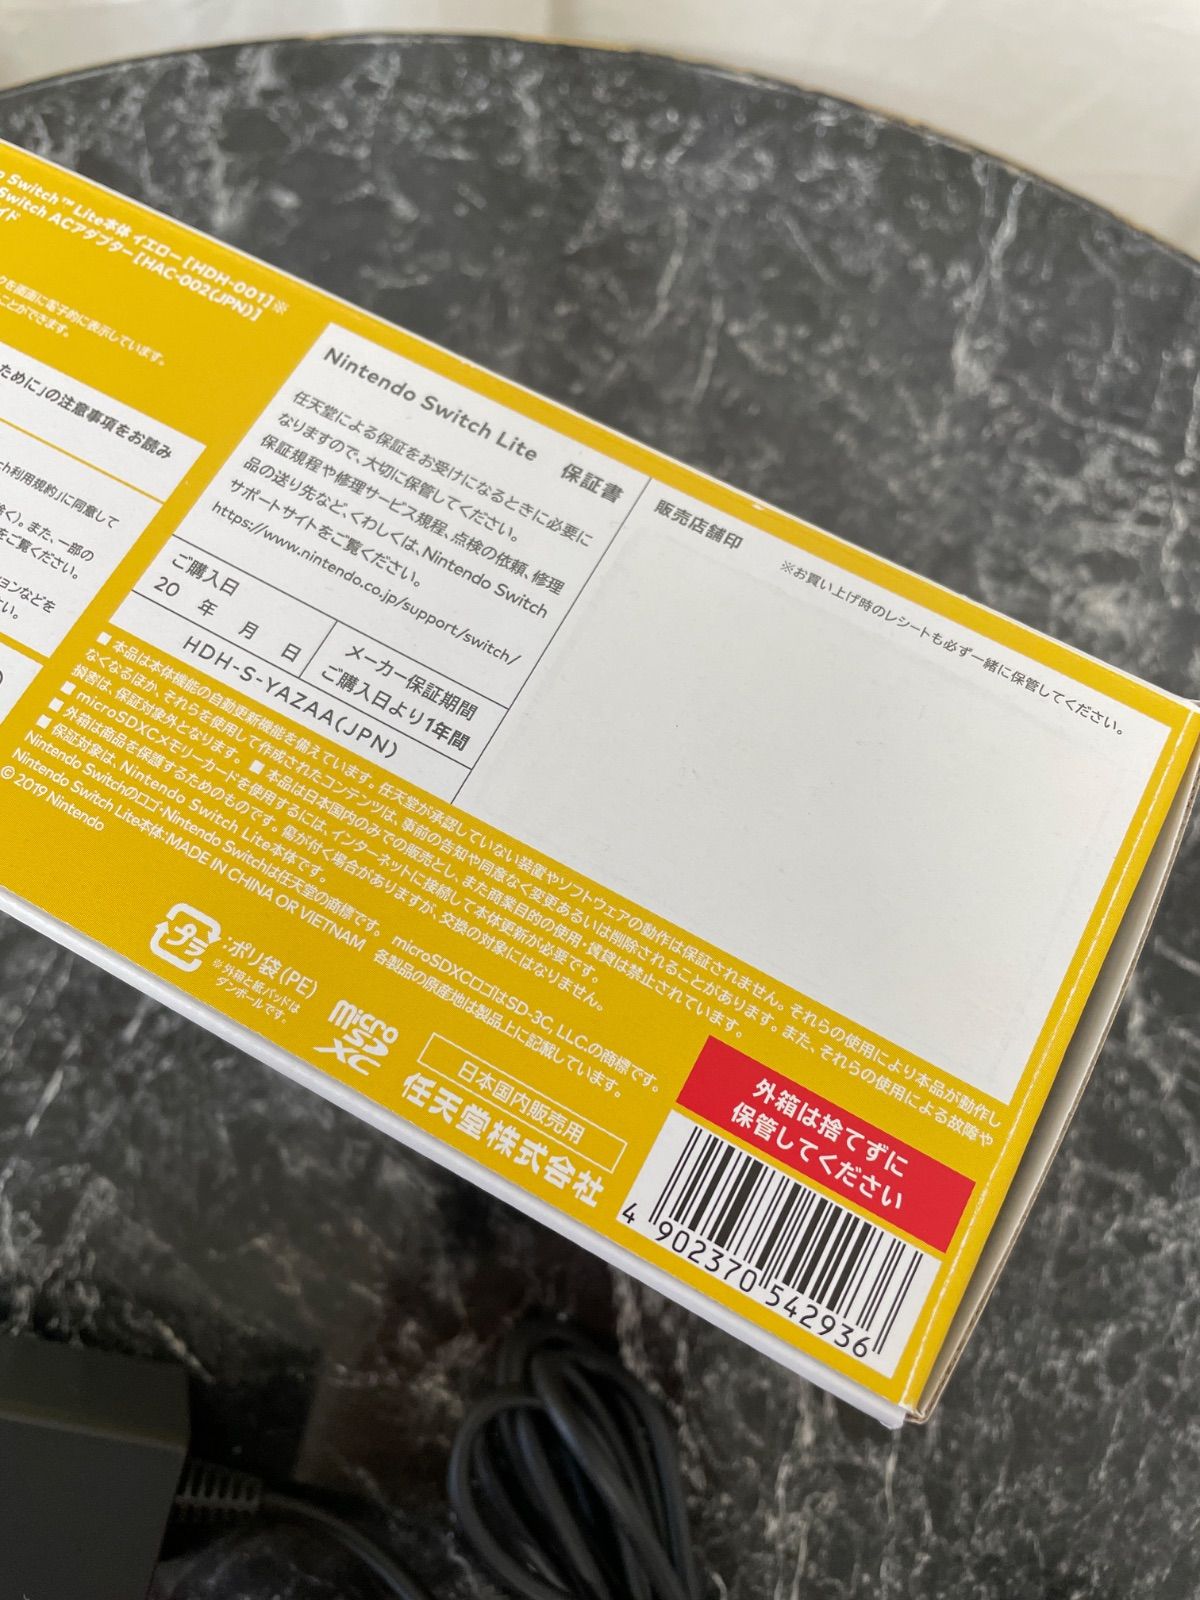 Switch™ Lite本体 イエロー[HDH-001]※
Switch ACアダプター[HAC-002(JPN)]
イド
を画面に電子的に表示しています。
ことができます。
ために」の注意事項をお読み
ch利用規約」に同意して
く)。また、一部の
をご覧ください。
ョンなどを
い。
Nintendo Switch Lite 保証書
任天堂による保証をお受けになるときに必要に
なりますので、大切に保管してください。
保証規程や修理サービス規程、点検の依頼、修理
品の送り先など、くわしくは、Nintendo Switch
サポートサイトをご覧ください。
https://www.nintendo.co.jp/support/switch/
ご購入日
20 年 月 日
メーカー保証期間
ご購入日より1年間
HDH-S-YAZAA(JPN)
販売店舗印
※お買い上げ時のレシートも必ず一緒に保管してください。
■本品は本体機能の自動更新機能を備えています。任天堂が承認していない装置やソフトウェアの動作は保証されません。それらの使用により本品が動作し
なくなるほか、それらを使用して作成されたコンテンツは、事前の告知や同意なく変更あるいは削除されることがあります。また、それらの使用による故障や
損害は、保証対象外となります。 ■本品は日本国内のみでの販売とし、また商業目的の使用・賃貸は禁止されています。
■microSDXCメモリーカードを使用するには、インターネットに接続して本体更新が必要です。
■外箱は商品を保護するためのものです。傷が付く場合がありますが、交換の対象にはなりません。
■保証対象は、Nintendo Switch Lite本体です。
Nintendo Switchのロゴ・Nintendo Switchは任天堂の商標です。 microSDXCロゴはSD-3C, LLC.の商標です。
Nintendo Switch Lite本体:MADE IN CHINA OR VIETNAM 各製品の原産地は製品上に記載しています。
© 2019 Nintendo
プラ
:ポリ袋(PE)
※外箱と紙パッドは
ダンボールです。
micro
SD
XC
日本国内販売用
任天堂株式会社
外箱は捨てずに
保管してください
4 902370 542936